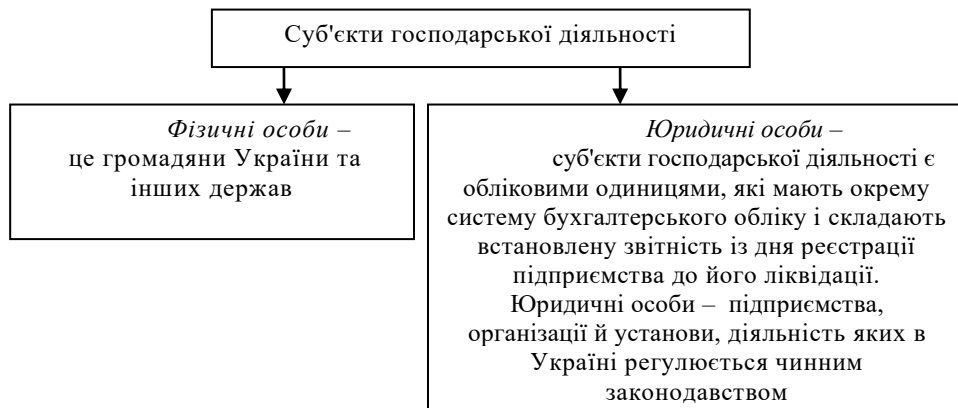 Суб'єкти господарської діяльності
Фізичні особи –
це громадяни України та
інших держав
Юридичні особи –
суб'єкти господарської діяльності є
обліковими одиницями, які мають окрему
систему бухгалтерського обліку і складають
встановлену звітність із дня реєстрації
підприємства до його ліквідації.
Юридичні особи – підприємства,
організації й установи, діяльність яких в
Україні регулюється чинним
законодавством